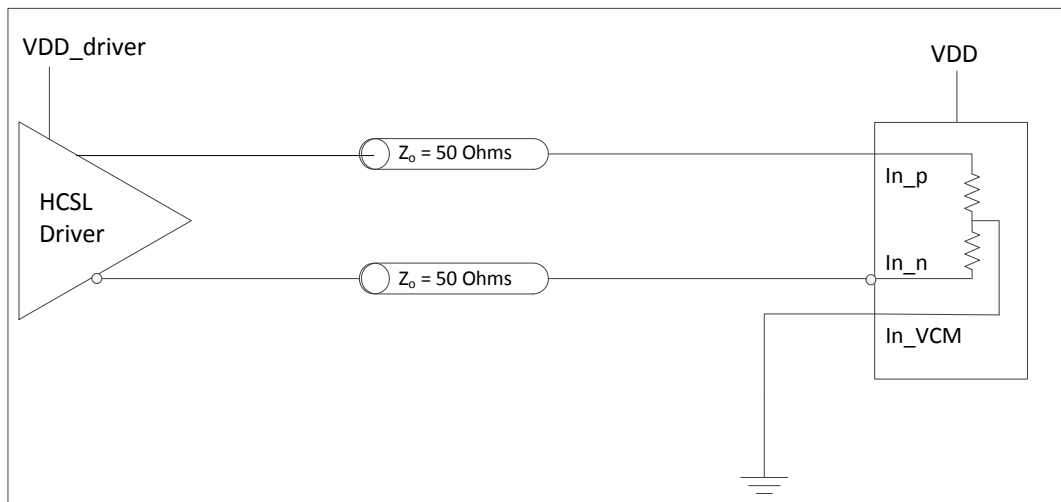 VDD_driver
VDD
Zₒ = 50 Ohms
In_p
HCSL
Driver
In_n
Zₒ = 50 Ohms
In_VCM